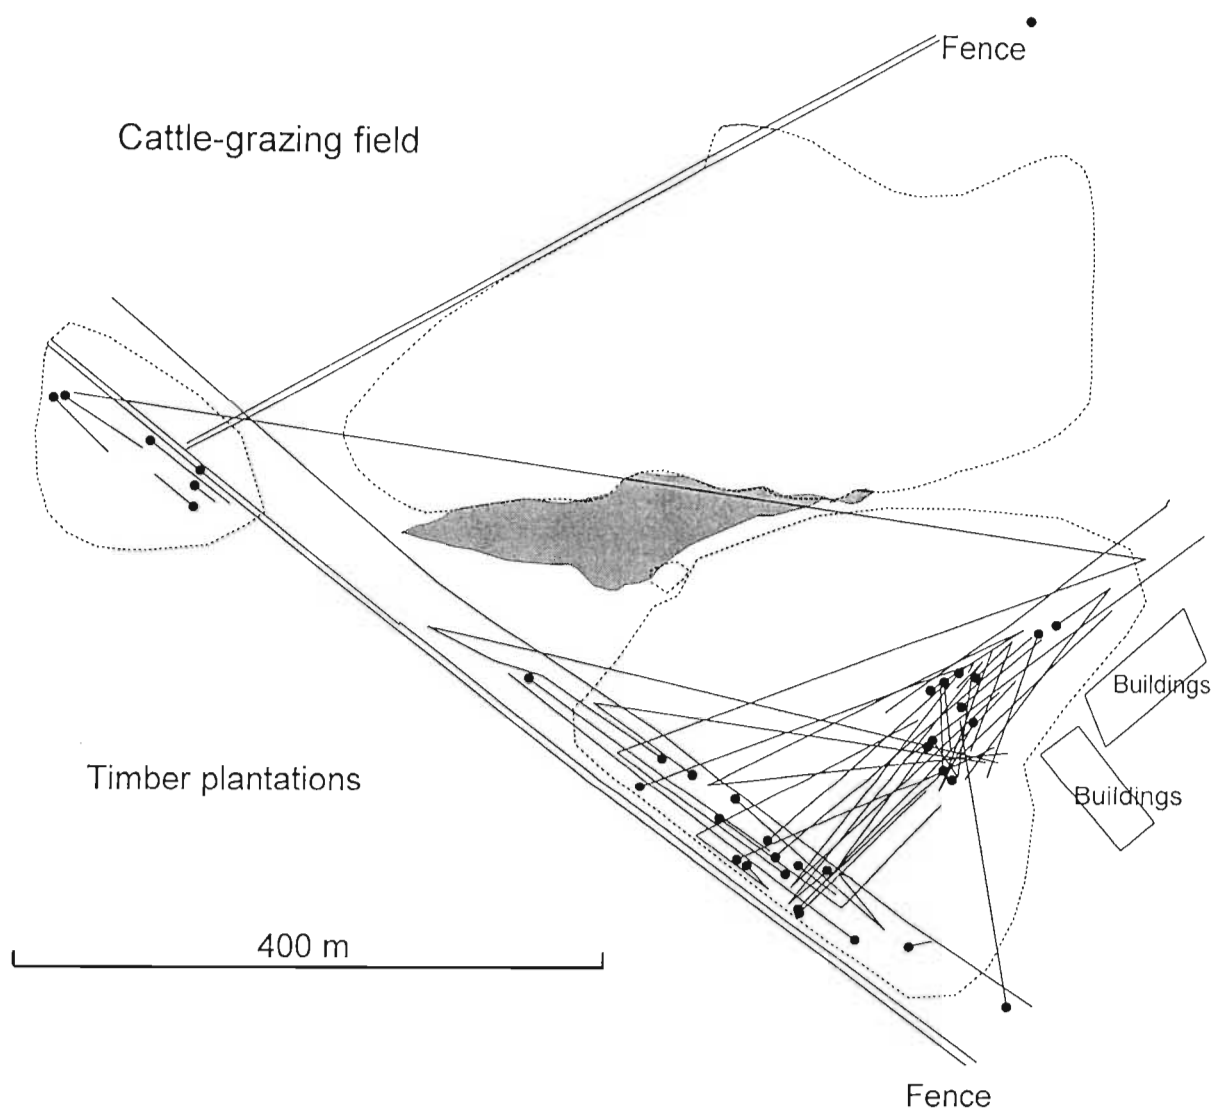 Fence
Cattle-grazing field
Buildings
Timber plantations
Buildings
400 m
Fence